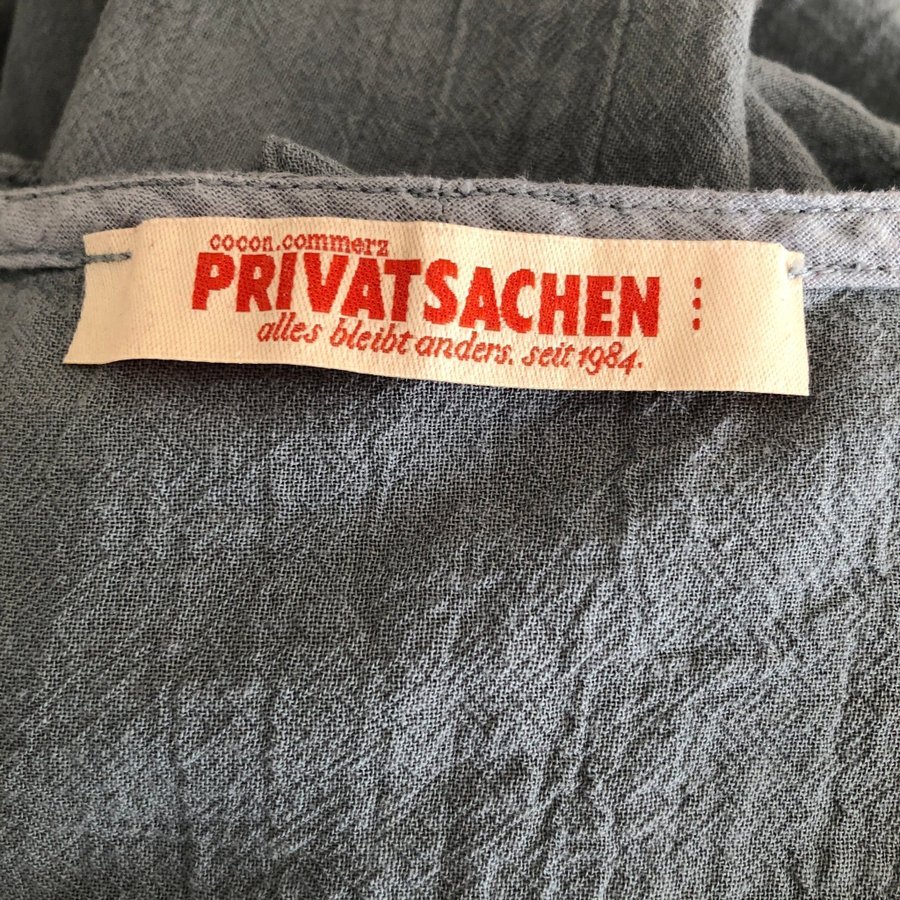 cocon.commerz
PRIVATSACHEN
alles bleibt anders. seit 1984.